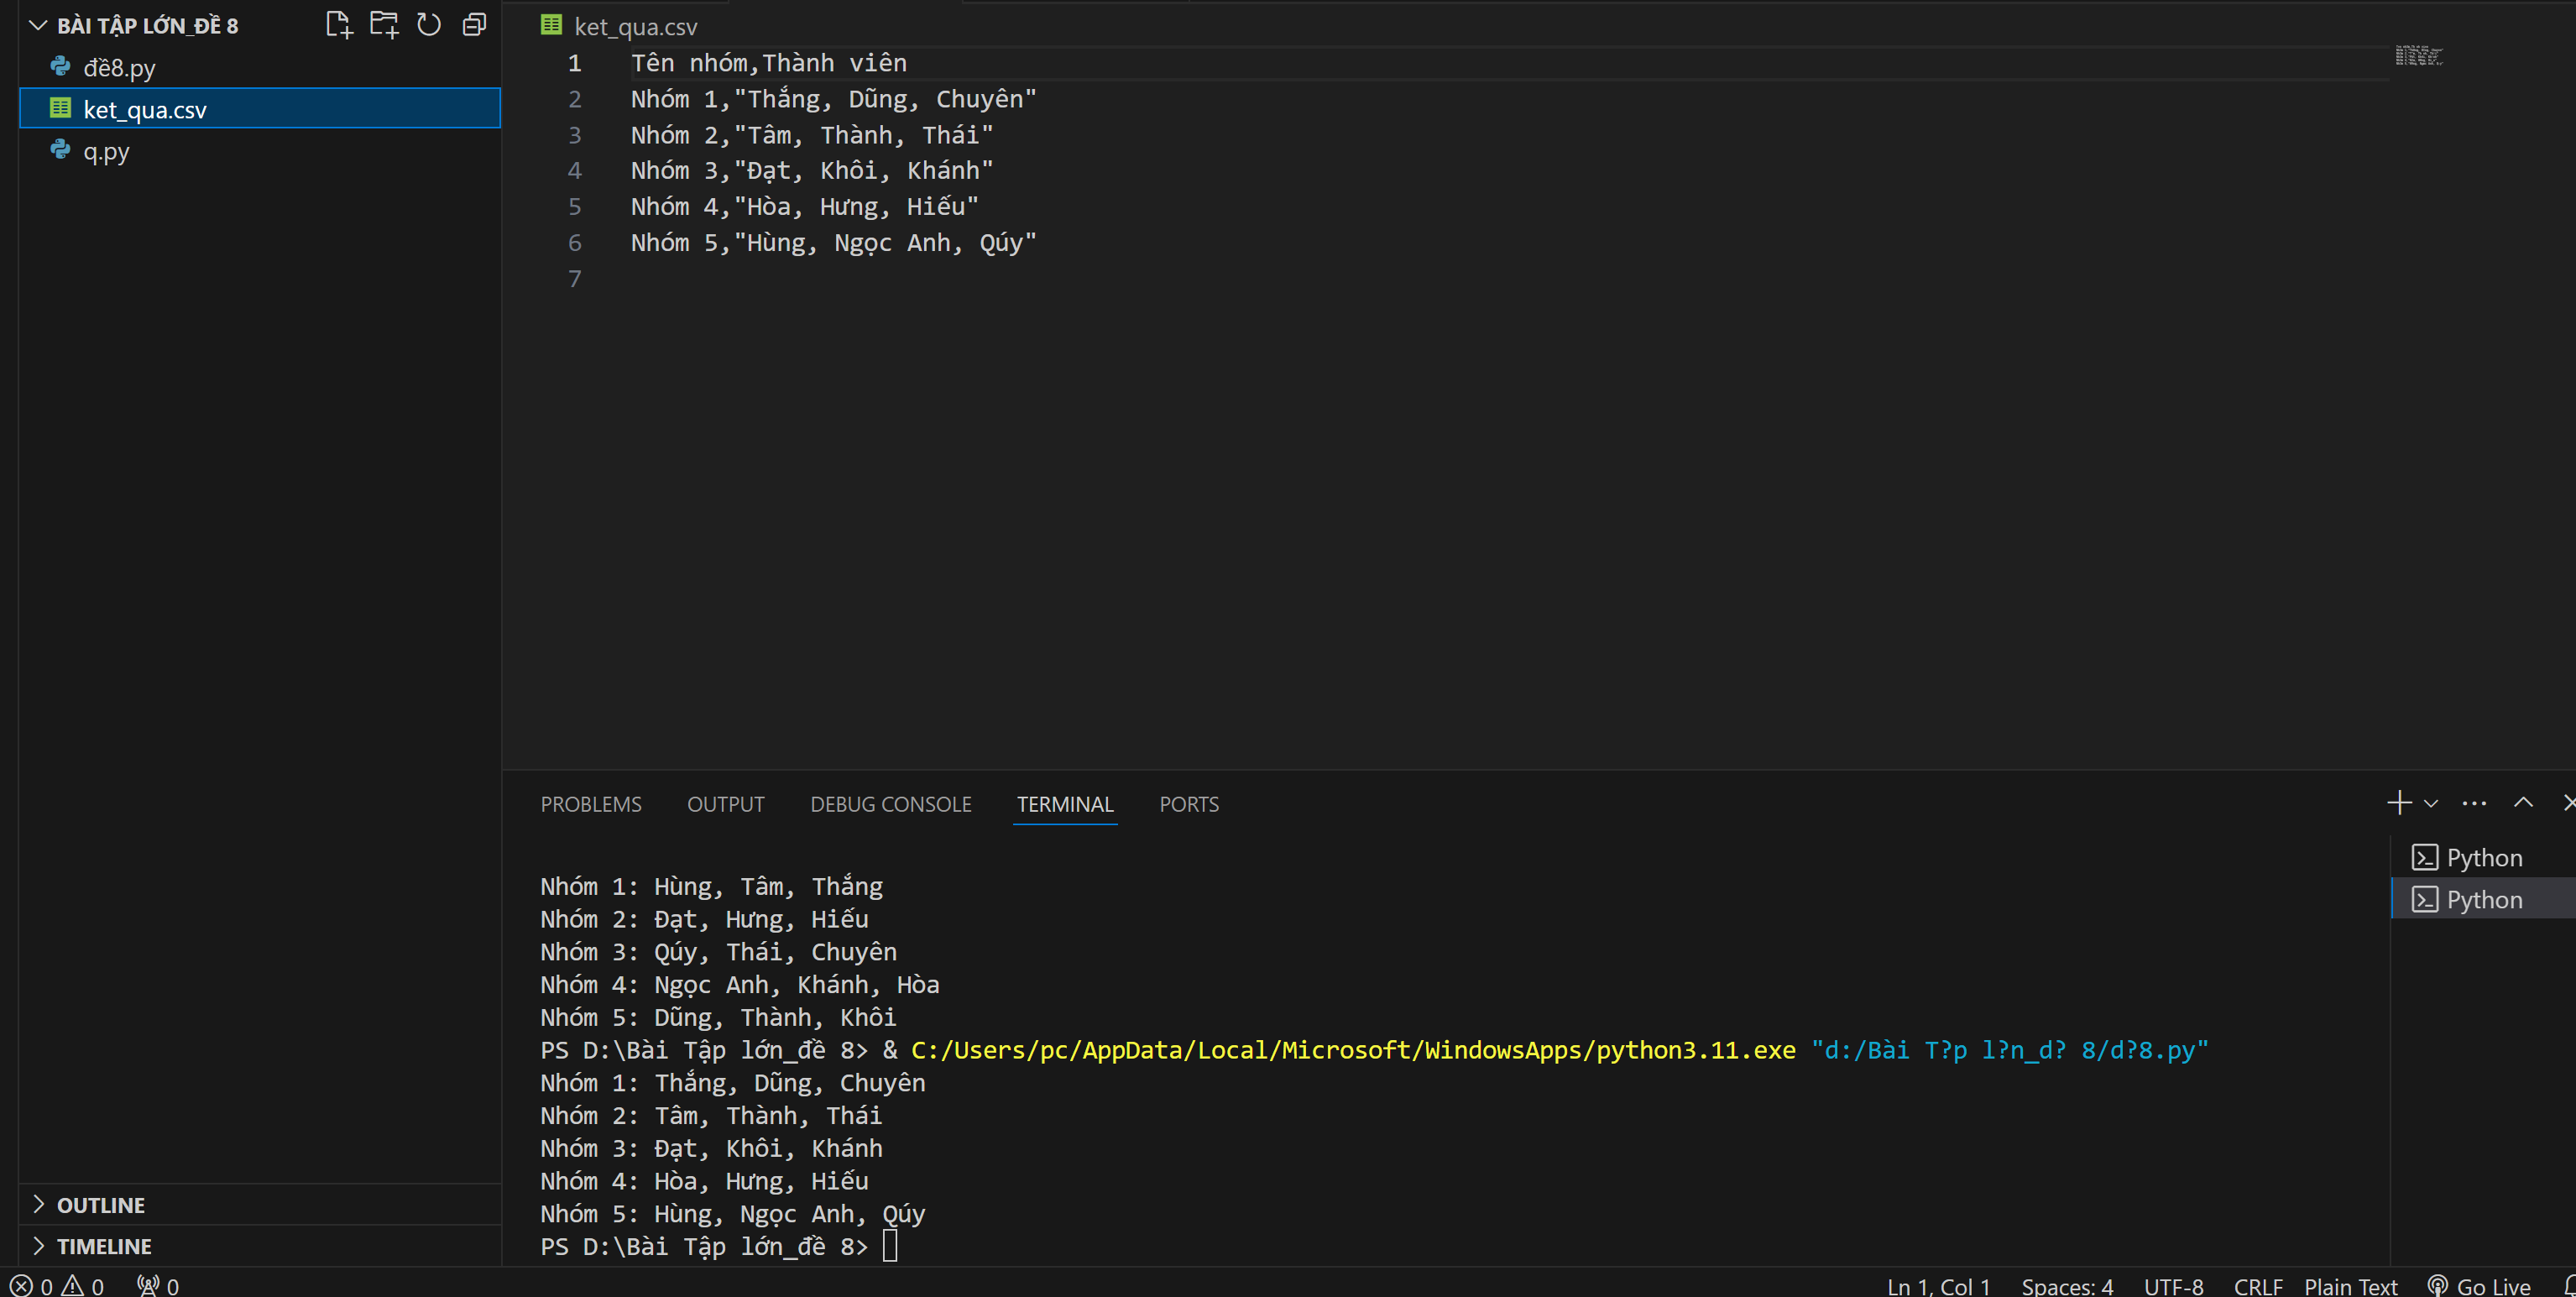 BÀI TẬP LỚN_ĐỀ 8
đề8.py
ket_qua.csv
q.py
OUTLINE
TIMELINE
ket_qua.csv
1 Tên nhóm,Thành viên
2 Nhóm 1,"Thắng, Dũng, Chuyên"
3 Nhóm 2,"Tâm, Thành, Thái"
4 Nhóm 3,"Đạt, Khôi, Khánh"
5 Nhóm 4,"Hòa, Hưng, Hiếu"
6 Nhóm 5,"Hùng, Ngọc Anh, Qúy"
7
PROBLEMS OUTPUT DEBUG CONSOLE TERMINAL PORTS
Nhóm 1: Hùng, Tâm, Thắng
Nhóm 2: Đạt, Hưng, Hiếu
Nhóm 3: Qúy, Thái, Chuyên
Nhóm 4: Ngọc Anh, Khánh, Hòa
Nhóm 5: Dũng, Thành, Khôi
PS D:\Bài Tập lớn_đề 8> & C:/Users/pc/AppData/Local/Microsoft/WindowsApps/python3.11.exe "d:/Bài T?p l?n_d? 8/d?8.py"
Nhóm 1: Thắng, Dũng, Chuyên
Nhóm 2: Tâm, Thành, Thái
Nhóm 3: Đạt, Khôi, Khánh
Nhóm 4: Hòa, Hưng, Hiếu
Nhóm 5: Hùng, Ngọc Anh, Qúy
PS D:\Bài Tập lớn_đề 8>
Python
Python
0 0 0
Ln 1, Col 1 Spaces: 4 UTF-8 CRLF Plain Text Go Live